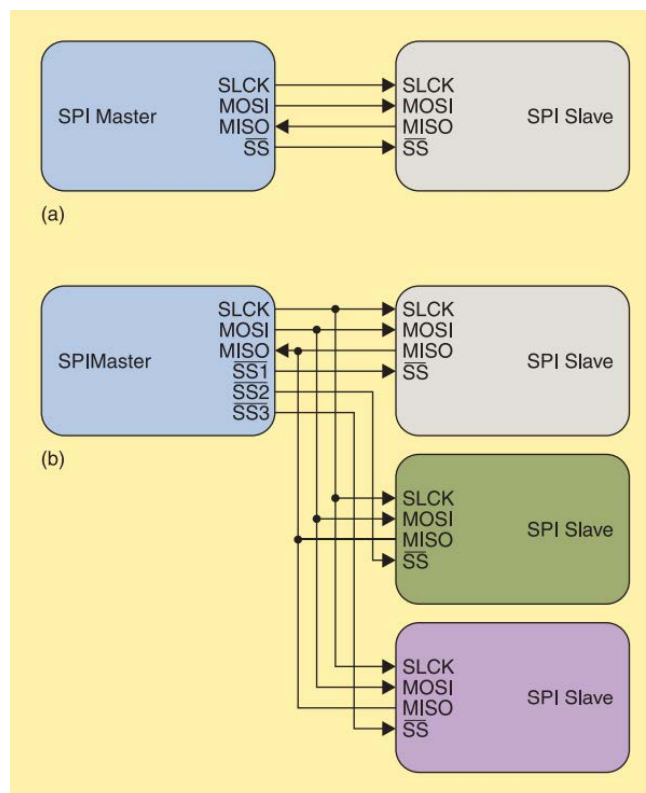 SLCK SLCK
MOSI MOSI
SPI Master MISO MISO SPI Slave
SS SS
(a)
SLCK SLCK
MOSI MOSI
SPIMaster MISO MISO SPI Slave
SS1 SS
SS2
SS3
(b)
SLCK
MOSI SPI Slave
MISO
SS
SLCK
MOSI SPI Slave
MISO
SS